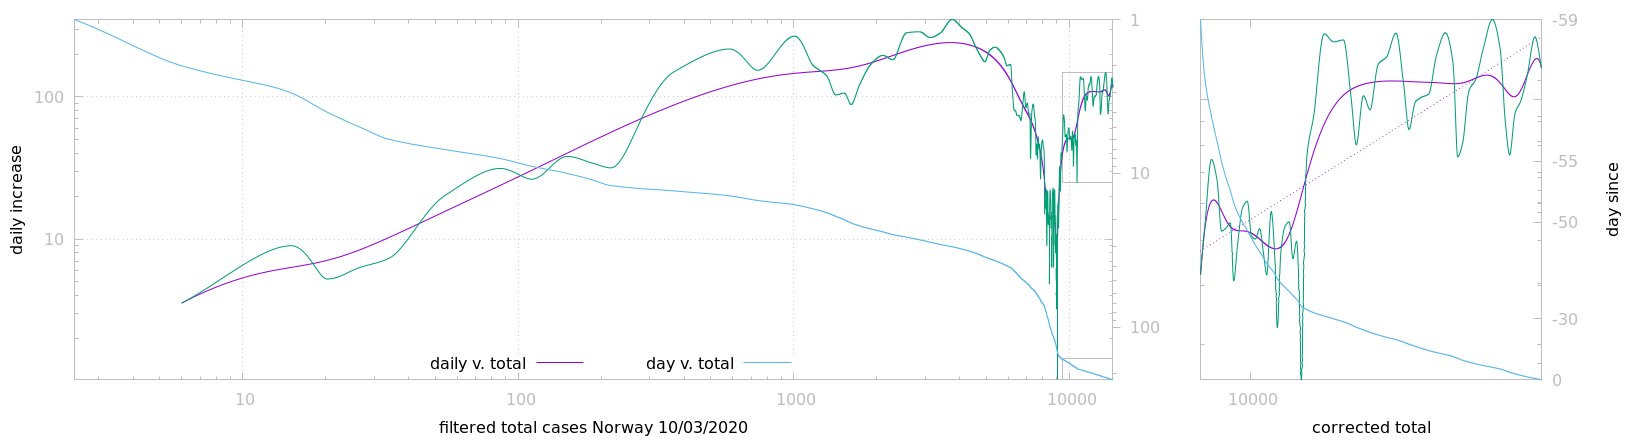 daily increase
100
10
daily v. total
day v. total
10
100
1000
10000
filtered total cases Norway 10/03/2020
1
10
100
10000
corrected total
-59
-55
-50
-30
0
day since